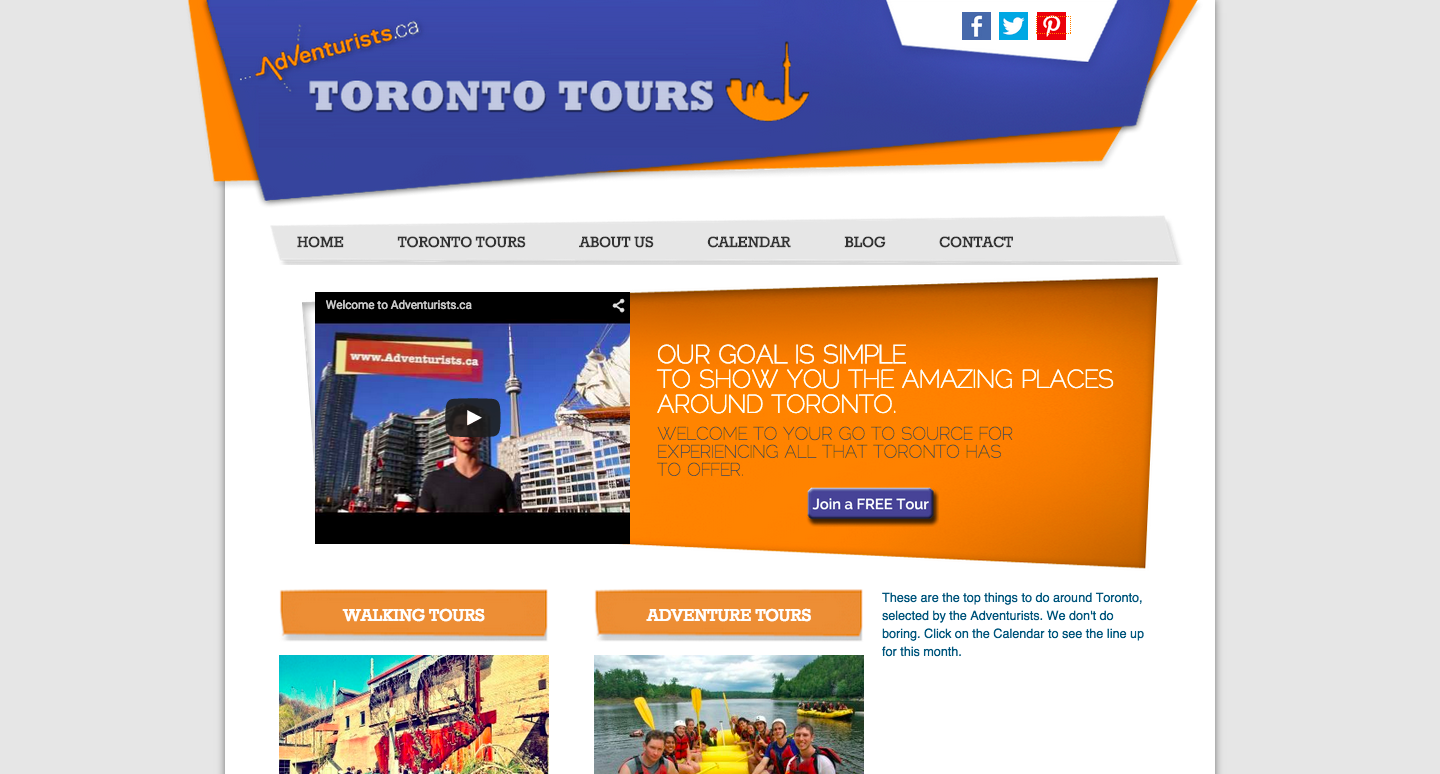 Adventurists.ca
TORONTO TOURS
HOME
TORONTO TOURS
ABOUT US
CALENDAR
BLOG
CONTACT
Welcome to Adventurists.ca
www.Adventurists.ca
OUR GOAL IS SIMPLE
TO SHOW YOU THE AMAZING PLACES
AROUND TORONTO.
WELCOME TO YOUR GO TO SOURCE FOR
EXPERIENCING ALL THAT TORONTO HAS
TO OFFER.
Join a FREE Tour
WALKING TOURS
ADVENTURE TOURS
These are the top things to do around Toronto,
selected by the Adventurists. We don't do
boring. Click on the Calendar to see the line up
for this month.